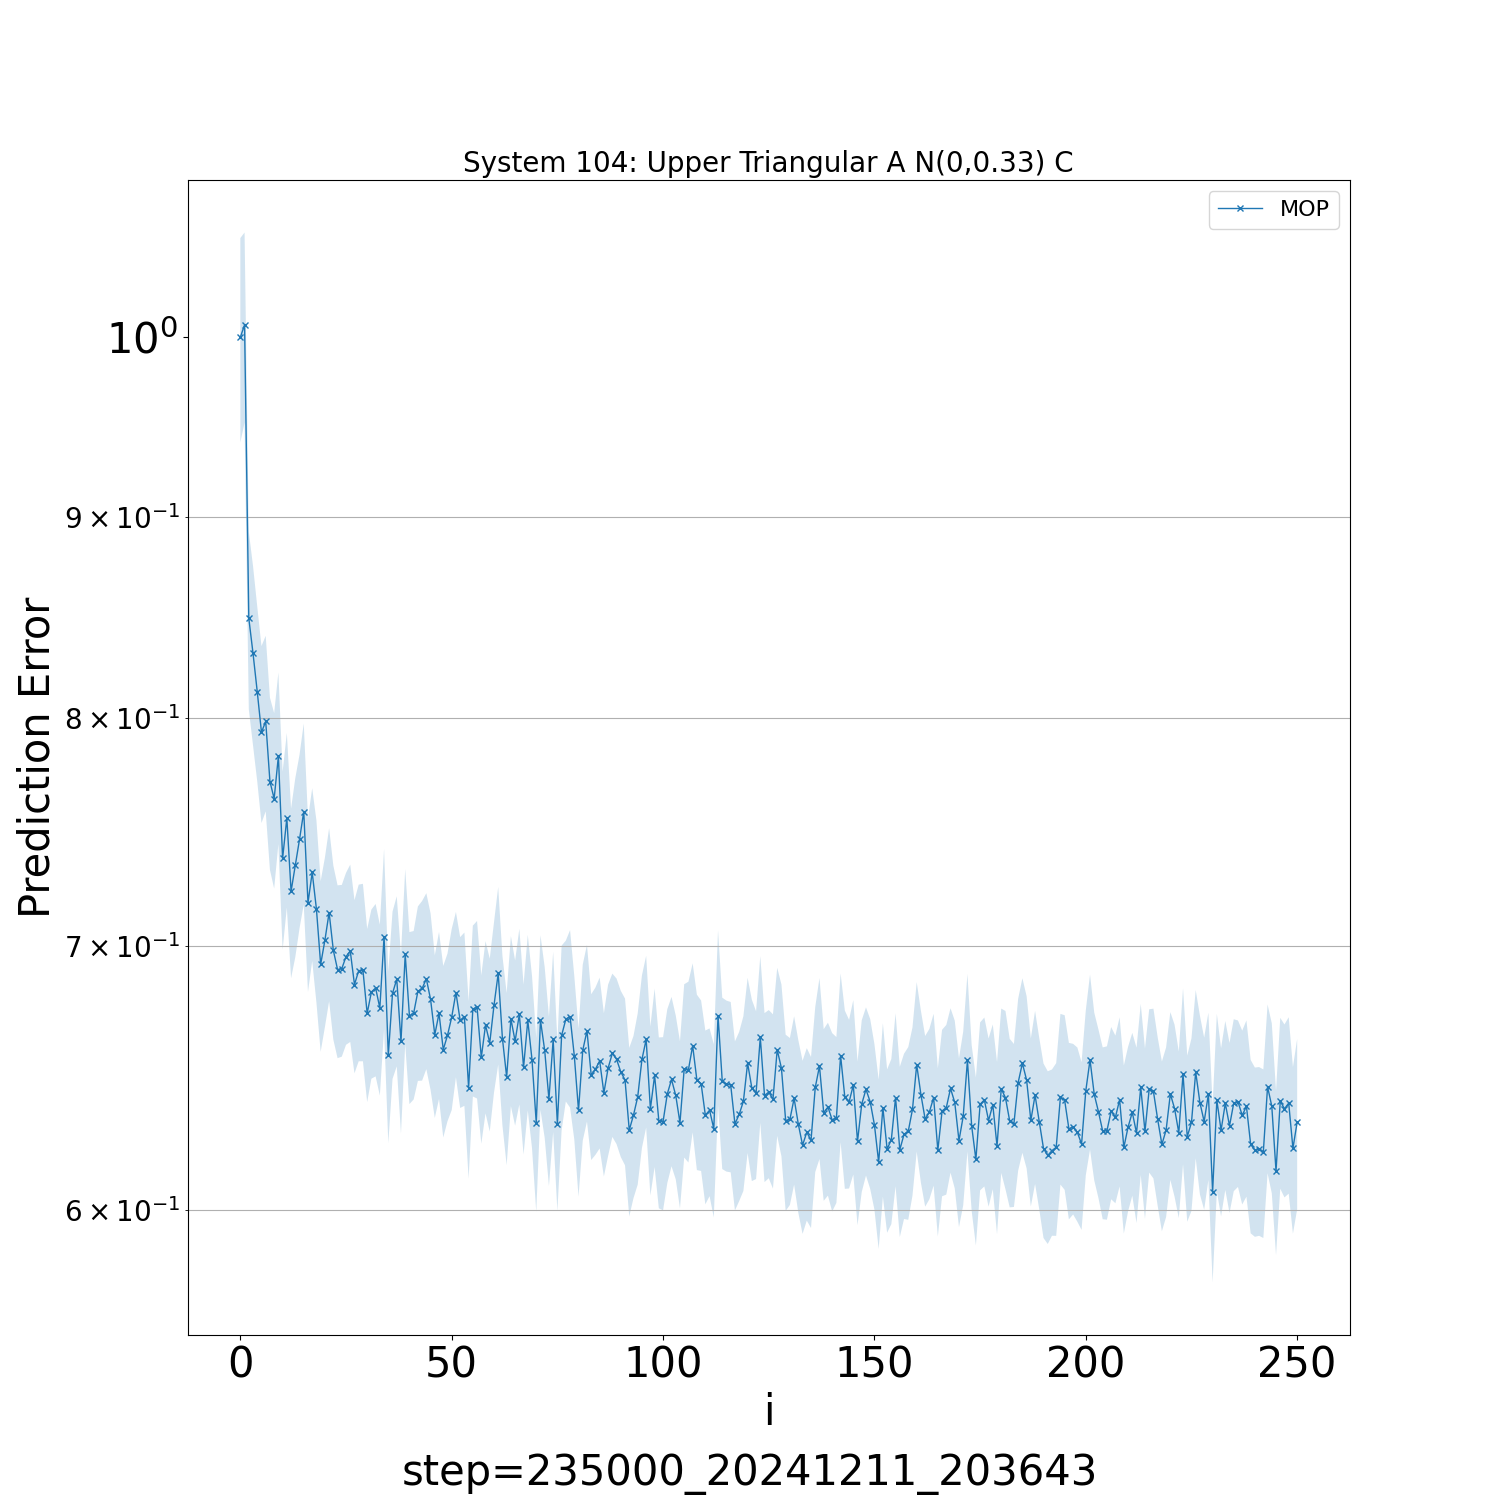 System 104: Upper Triangular A N(0,0.33) C
MOP
10⁰
9 × 10⁻¹
8 × 10⁻¹
7 × 10⁻¹
6 × 10⁻¹
Prediction Error
0 50 100 150 200 250
i
step=235000_20241211_203643